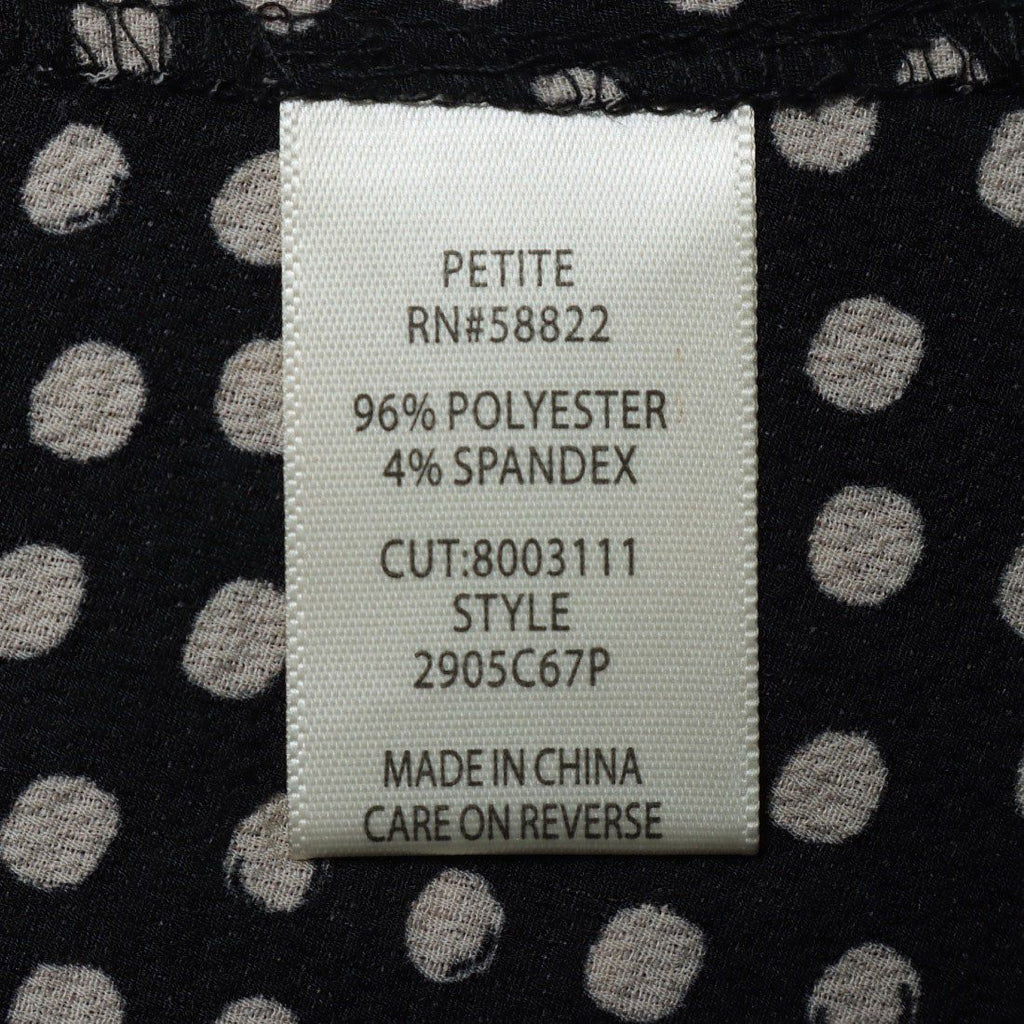 PETITE
RN#58822
96% POLYESTER
4% SPANDEX
CUT:8003111
STYLE
2905C67P
MADE IN CHINA
CARE ON REVERSE